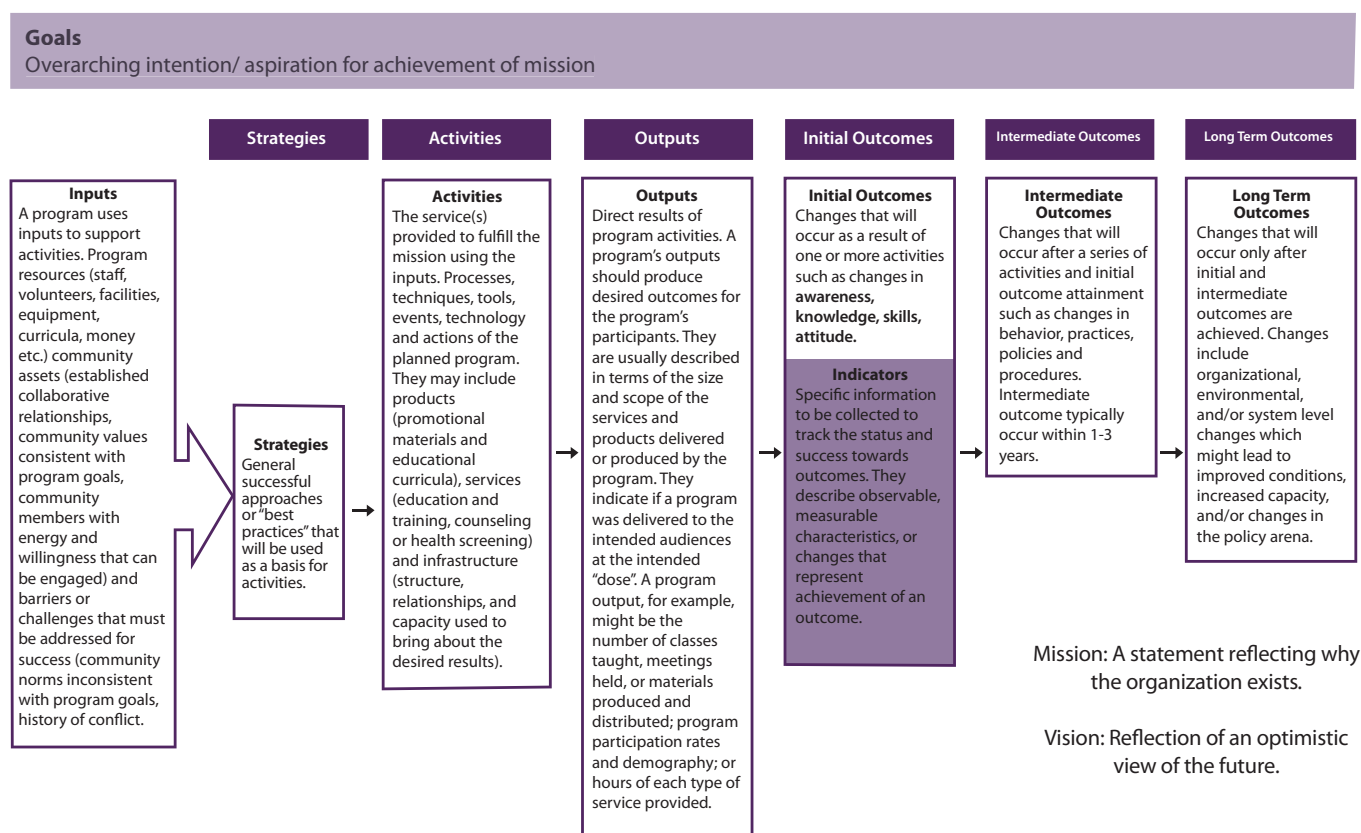 Goals
Overarching intention/ aspiration for achievement of mission
Strategies
Activities
Outputs
Initial Outcomes
Intermediate Outcomes
Long Term Outcomes
Inputs
A program uses
inputs to support
activities. Program
resources (staff,
volunteers, facilities,
equipment,
curricula, money
etc.) community
assets (established
collaborative
relationships,
community values
consistent with
program goals,
community
members with
energy and
willingness that can
be engaged) and
barriers or
challenges that must
be addressed for
success (community
norms inconsistent
with program goals,
history of conflict.
Strategies
General
successful
approaches
or "best
practices" that
will be used
as a basis for
activities.
Activities
The service(s)
provided to fulfill the
mission using the
inputs. Processes,
techniques, tools,
events, technology
and actions of the
planned program.
They may include
products
(promotional
materials and
educational
curricula), services
(education and
training, counseling
or health screening)
and infrastructure
(structure,
relationships, and
capacity used to
bring about the
desired results).
Outputs
Direct results of
program activities. A
program's outputs
should produce
desired outcomes for
the program's
participants. They
are usually described
in terms of the size
and scope of the
services and
products delivered
or produced by the
program. They
indicate if a program
was delivered to the
intended audiences
at the intended
"dose". A program
output, for example,
might be the
number of classes
taught, meetings
held, or materials
produced and
distributed; program
participation rates
and demography; or
hours of each type of
service provided.
Initial Outcomes
Changes that will
occur as a result of
one or more activities
such as changes in
awareness,
knowledge, skills,
attitude.
Indicators
Specific information
to be collected to
track the status and
success towards
outcomes. They
describe observable,
measurable
characteristics, or
changes that
represent
achievement of an
outcome.
Intermediate
Outcomes
Changes that will
occur after a series of
activities and initial
outcome attainment
such as changes in
behavior, practices,
policies and
procedures.
Intermediate
outcome typically
occur within 1-3
years.
Long Term
Outcomes
Changes that will
occur only after
initial and
intermediate
outcomes are
achieved. Changes
include
organizational,
environmental,
and/or system level
changes which
might lead to
improved conditions,
increased capacity,
and/or changes in
the policy arena.
Mission: A statement reflecting why
the organization exists.
Vision: Reflection of an optimistic
view of the future.